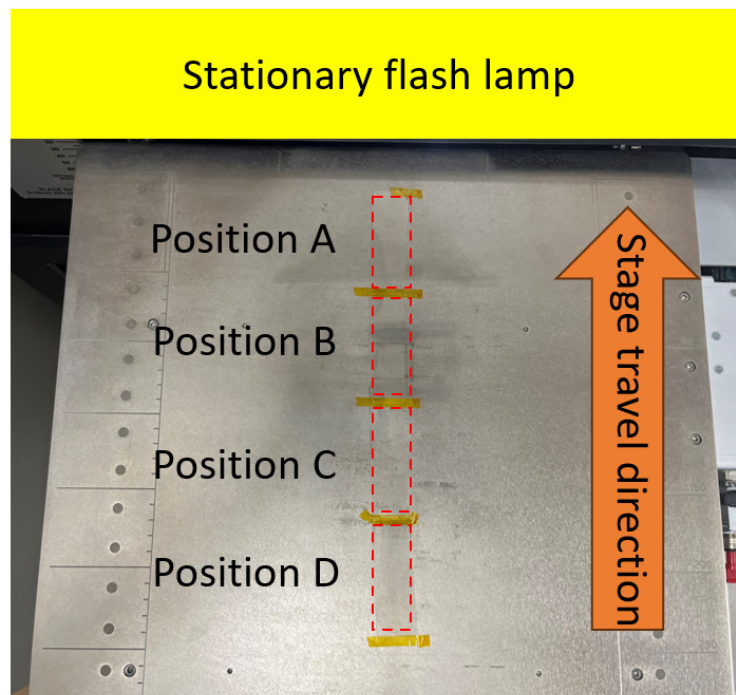 Stationary flash lamp
Position A
Position B
Position C
Position D
Stage travel direction